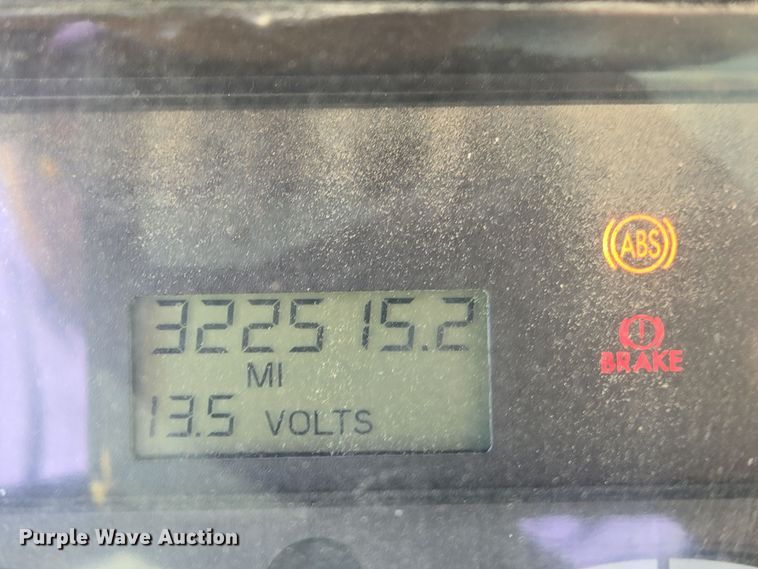 ABS
322515.2
BRAKE
MI
13.5 VOLTS
Purple Wave Auction